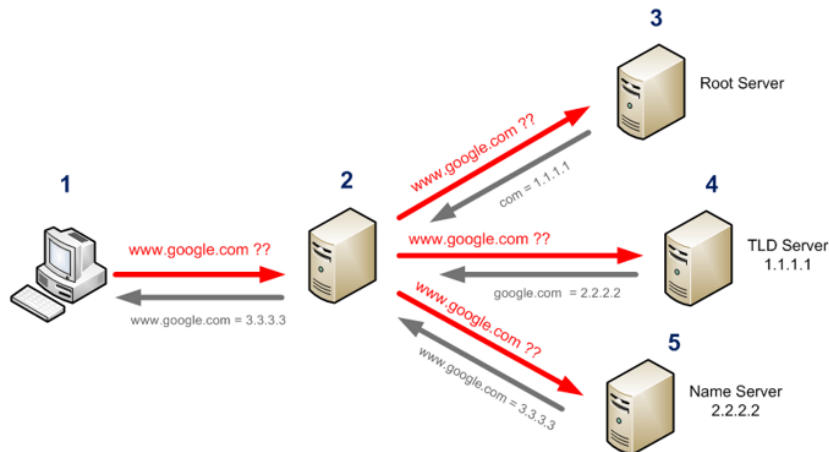 3
Root Server
www.google.com ??
com = 1.1.1.1
1
2
4
www.google.com ??
www.google.com ??
TLD Server
1.1.1.1
google.com = 2.2.2.2
www.google.com = 3.3.3.3
www.google.com ??
www.google.com = 3.3.3.3
5
Name Server
2.2.2.2